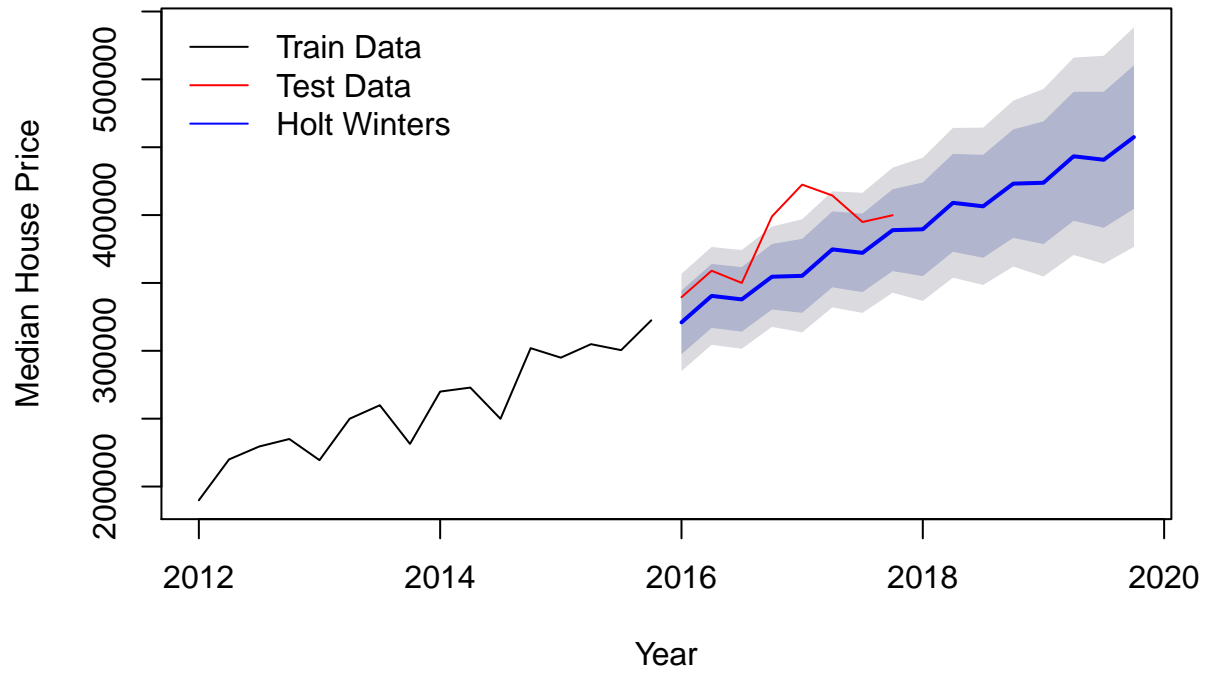 Train Data
Test Data
Holt Winters
Median House Price
500000
400000
300000
200000
2012 2014 2016 2018 2020
Year